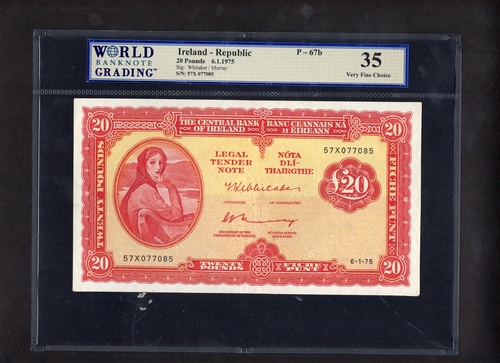 WORLD
BANKNOTE
GRADING™
Ireland - Republic
P – 67b
20 Pounds 6.1.1975
Sig: Whitaker / Murray
S/N: 57X 077085
35
Very Fine Choice
20
THE CENTRAL BANK
OF IRELAND
BANC CEANNAIS NA
H ÉIREANN
20
TWENTY POUNDS
FICHE PUNT
LEGAL
TENDER
NOTE
NÓTA
DLÍ-
THAIRGTHE
57X077085
£20
T.K. Whitaker
57X077085
6-1-75
20
TWENTY
POUNDS
FICHE
PUNT
20